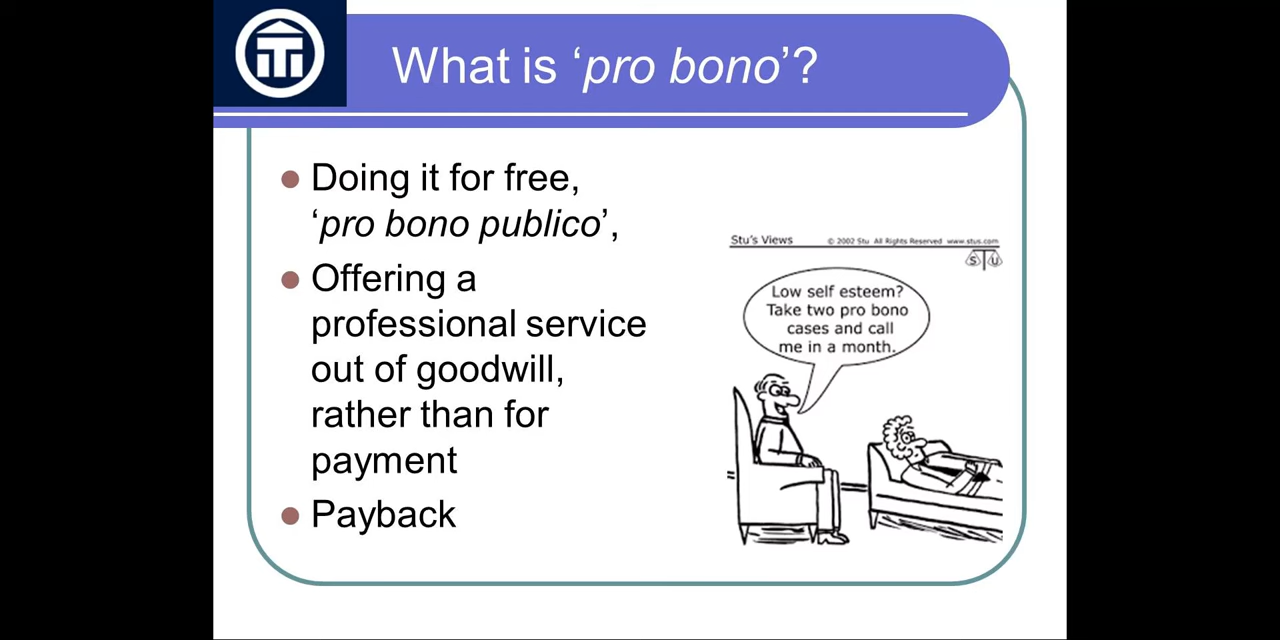 What is ‘pro bono’?
Doing it for free,
‘pro bono publico’,
Offering a
professional service
out of goodwill,
rather than for
payment
Payback
Stu's Views
© 2002 Stu All Rights Reserved www.stus.com
S U
Low self esteem?
Take two pro bono
cases and call
me in a month.